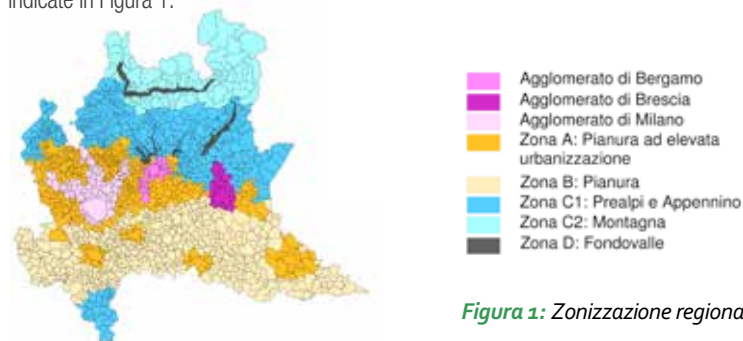 indicate in Figura 1.
Agglomerato di Bergamo
Agglomerato di Brescia
Agglomerato di Milano
Zona A: Pianura ad elevata
urbanizzazione
Zona B: Pianura
Zona C1: Prealpi e Appennino
Zona C2: Montagna
Zona D: Fondovalle
Figura 1: Zonizzazione regiona